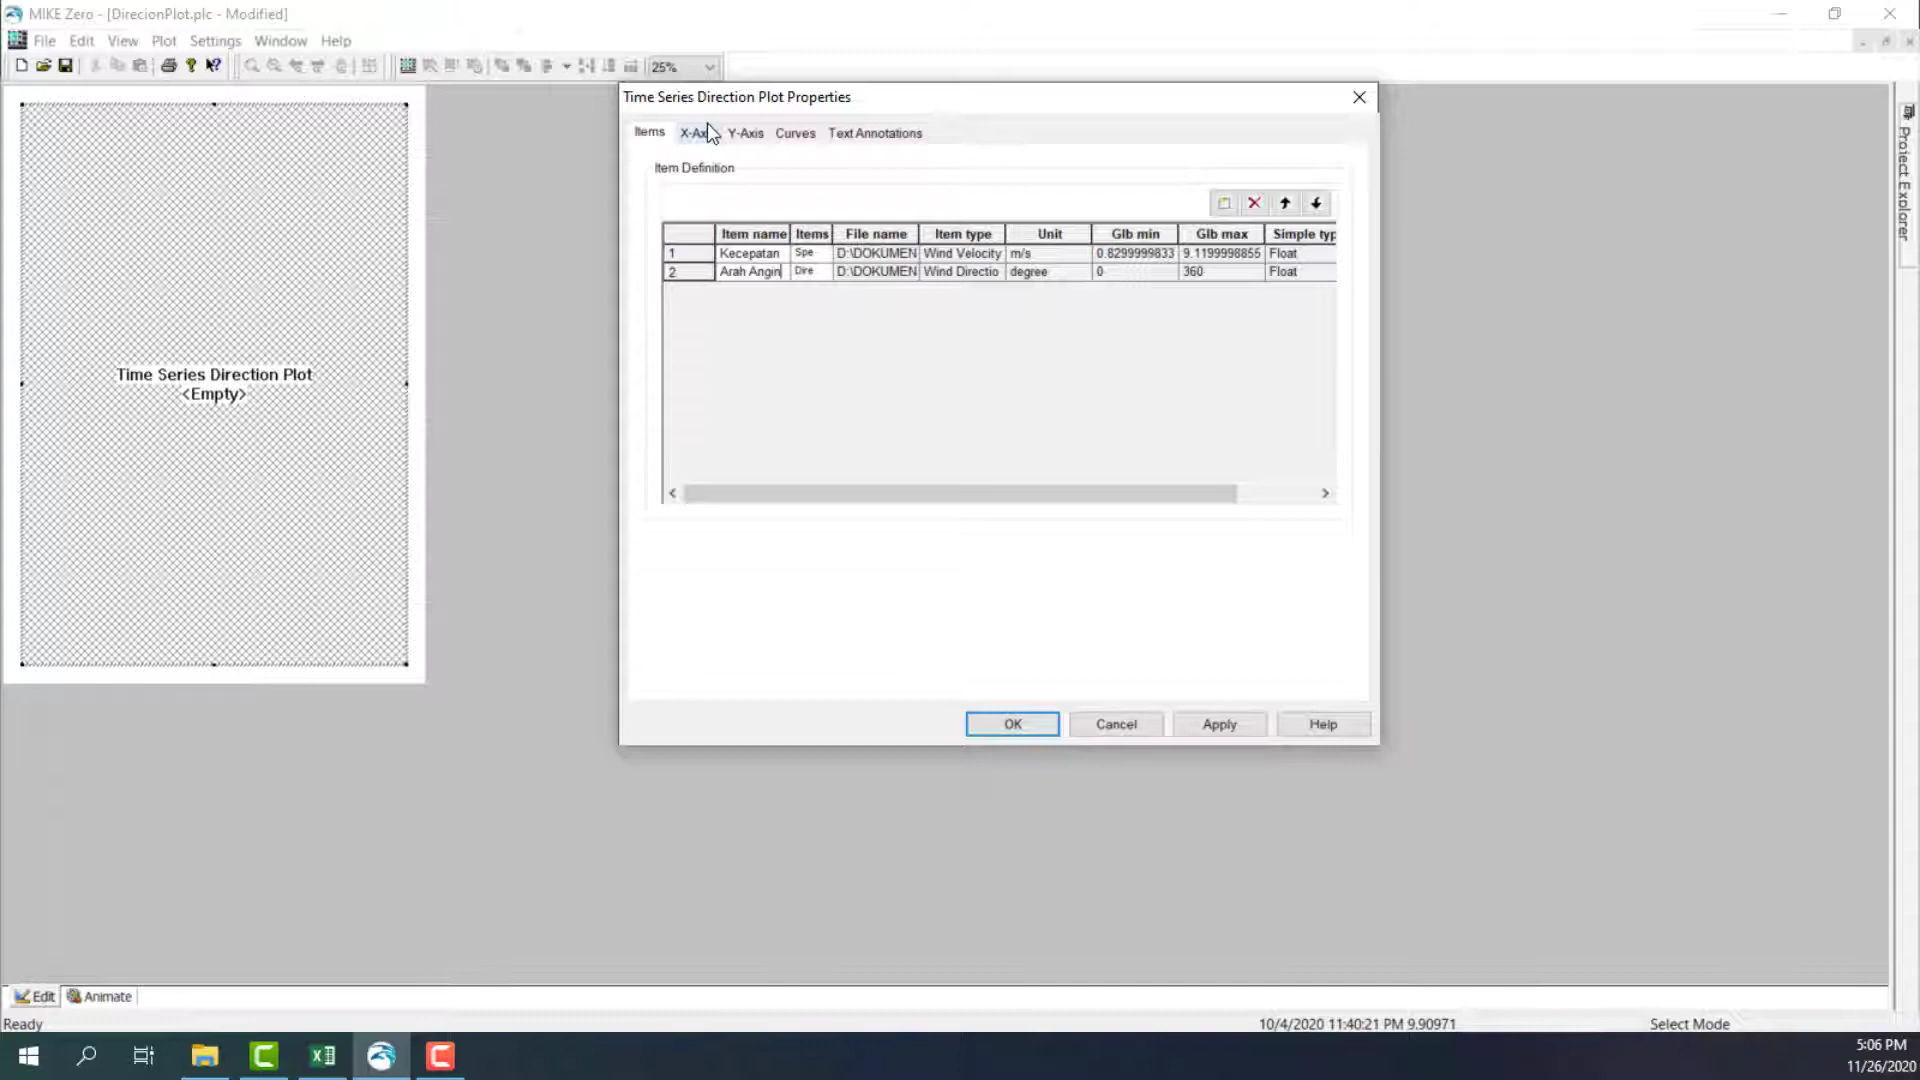 MIKE Zero - [DirecionPlot.plc - Modified]
File Edit View Plot Settings Window Help
25%
Time Series Direction Plot Properties
Items Y-Axis Curves Text Annotations
Item Definition
Item name Items File name Item type Unit Glb min Glb max Simple typ
1 Kecepatan Spe D:\DOKUMEN Wind Velocity m/s 0.8299999833 9.1199998855 Float
2 Arah Angin Dire D:\DOKUMEN Wind Directio degree 0 360 Float
Time Series Direction Plot
<Empty>
OK Cancel Apply Help
Project Explorer
Edit Animate
Ready 10/4/2020 11:40:21 PM 9.90971 Select Mode
5:06 PM
11/26/2020